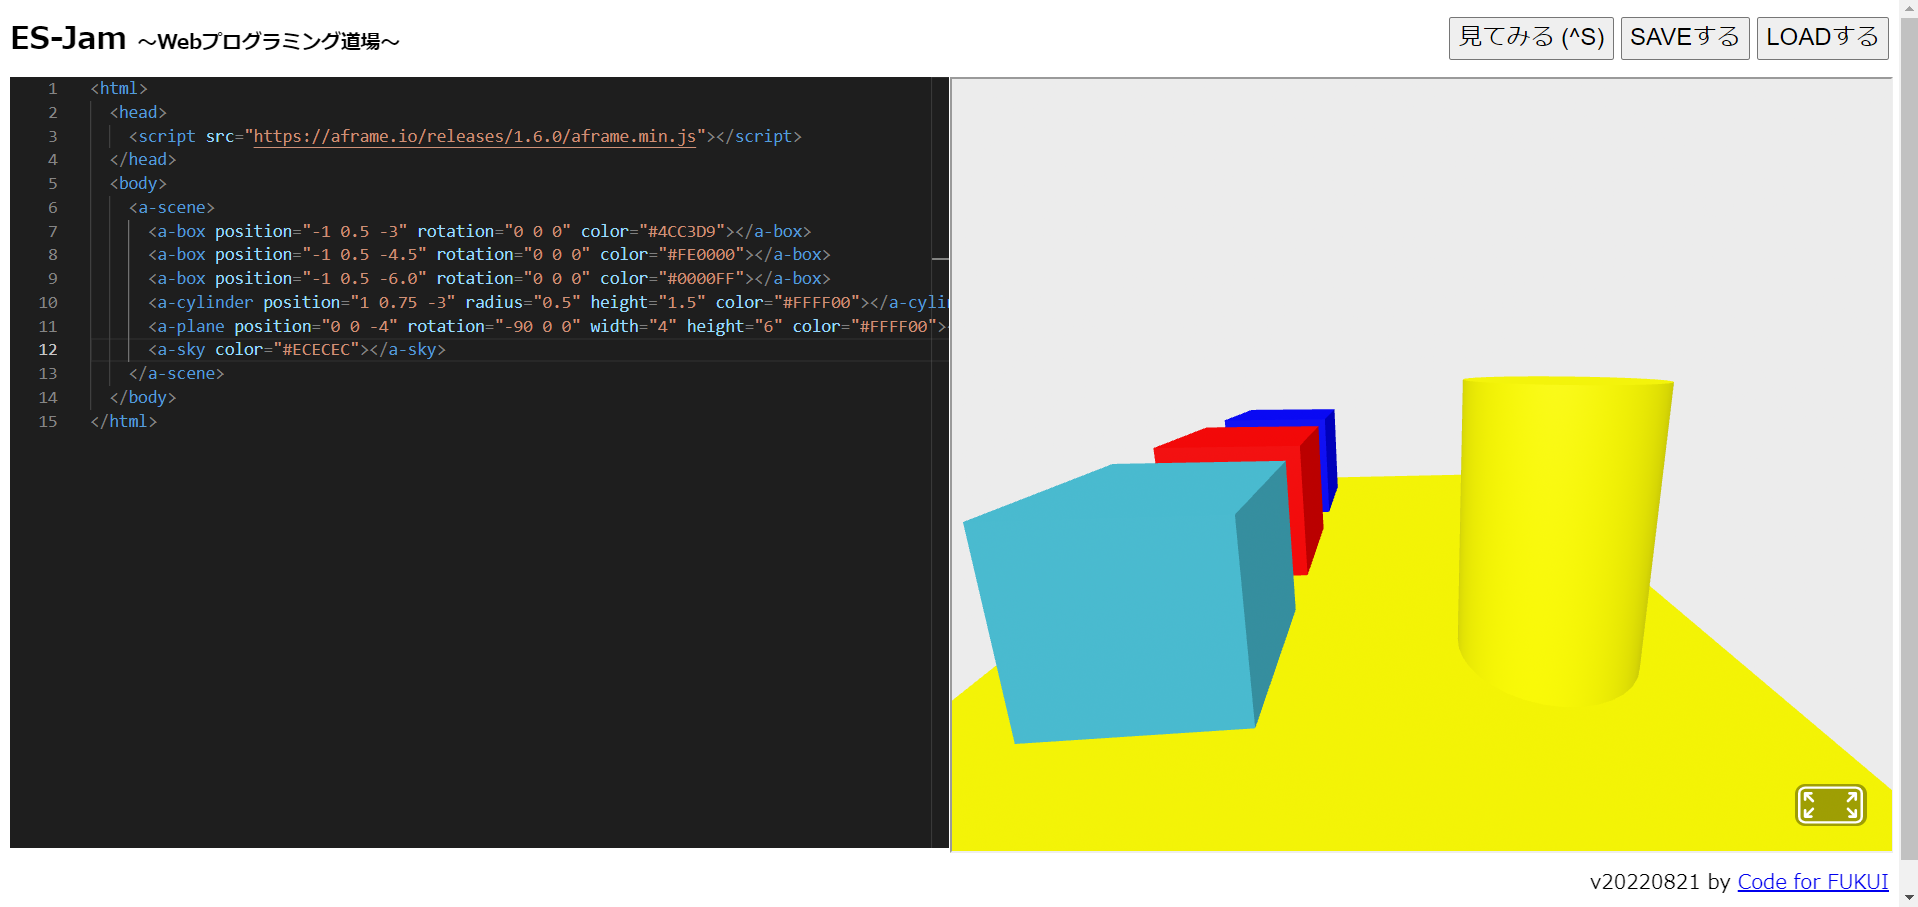 ES-Jam ～Webプログラミング道場～
見てみる (^S) SAVEする LOADする
1 <html>
2 <head>
3 <script src="https://aframe.io/releases/1.6.0/aframe.min.js"></script>
4 </head>
5 <body>
6 <a-scene>
7 <a-box position="-1 0.5 -3" rotation="0 0 0" color="#4CC3D9"></a-box>
8 <a-box position="-1 0.5 -4.5" rotation="0 0 0" color="#FE0000"></a-box>
9 <a-box position="-1 0.5 -6.0" rotation="0 0 0" color="#0000FF"></a-box>
10 <a-cylinder position="1 0.75 -3" radius="0.5" height="1.5" color="#FFFF00"></a-cylin
11 <a-plane position="0 0 -4" rotation="-90 0 0" width="4" height="6" color="#FFFF00"><
12 <a-sky color="#ECECEC"></a-sky>
13 </a-scene>
14 </body>
15 </html>
v20220821 by Code for FUKUI